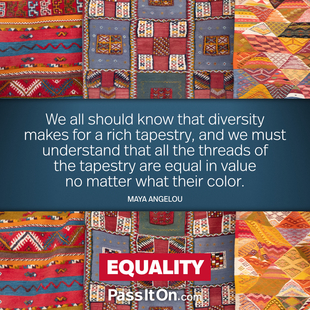 We all should know that diversity
makes for a rich tapestry, and we must
understand that all the threads of
the tapestry are equal in value
no matter what their color.
MAYA ANGELOU
EQUALITY
PassItOn.com